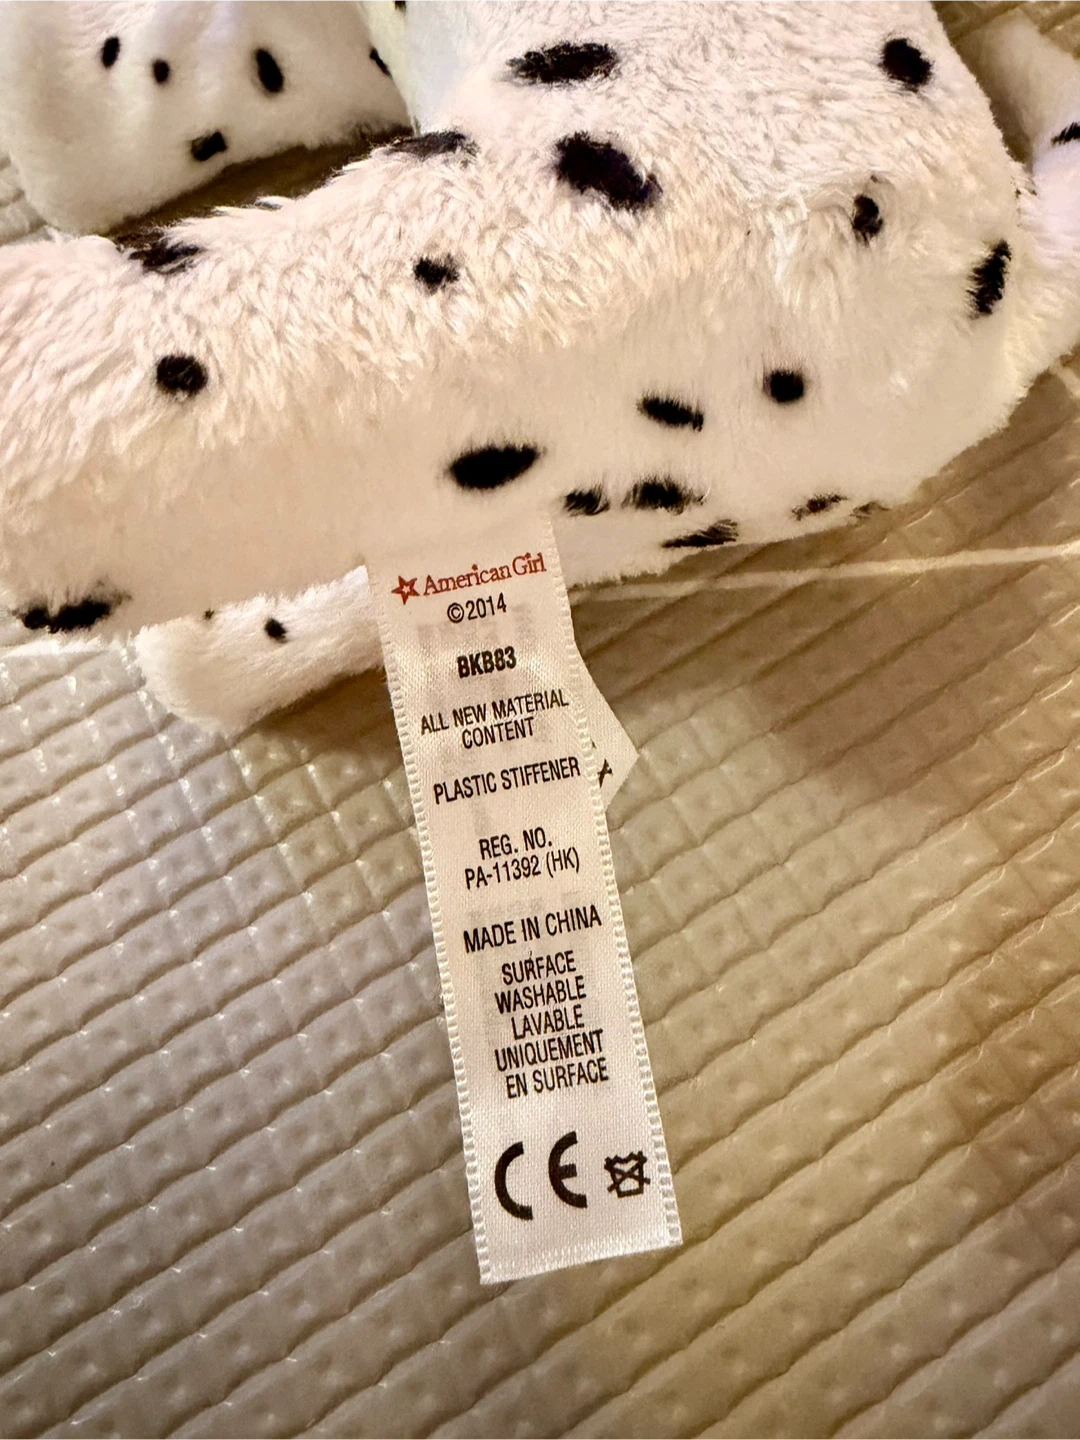 American Girl
©2014
BKB83
ALL NEW MATERIAL
CONTENT
PLASTIC STIFFENER
REG. NO.
PA-11392 (HK)
MADE IN CHINA
SURFACE
WASHABLE
LAVABLE
UNIQUEMENT
EN SURFACE
CE